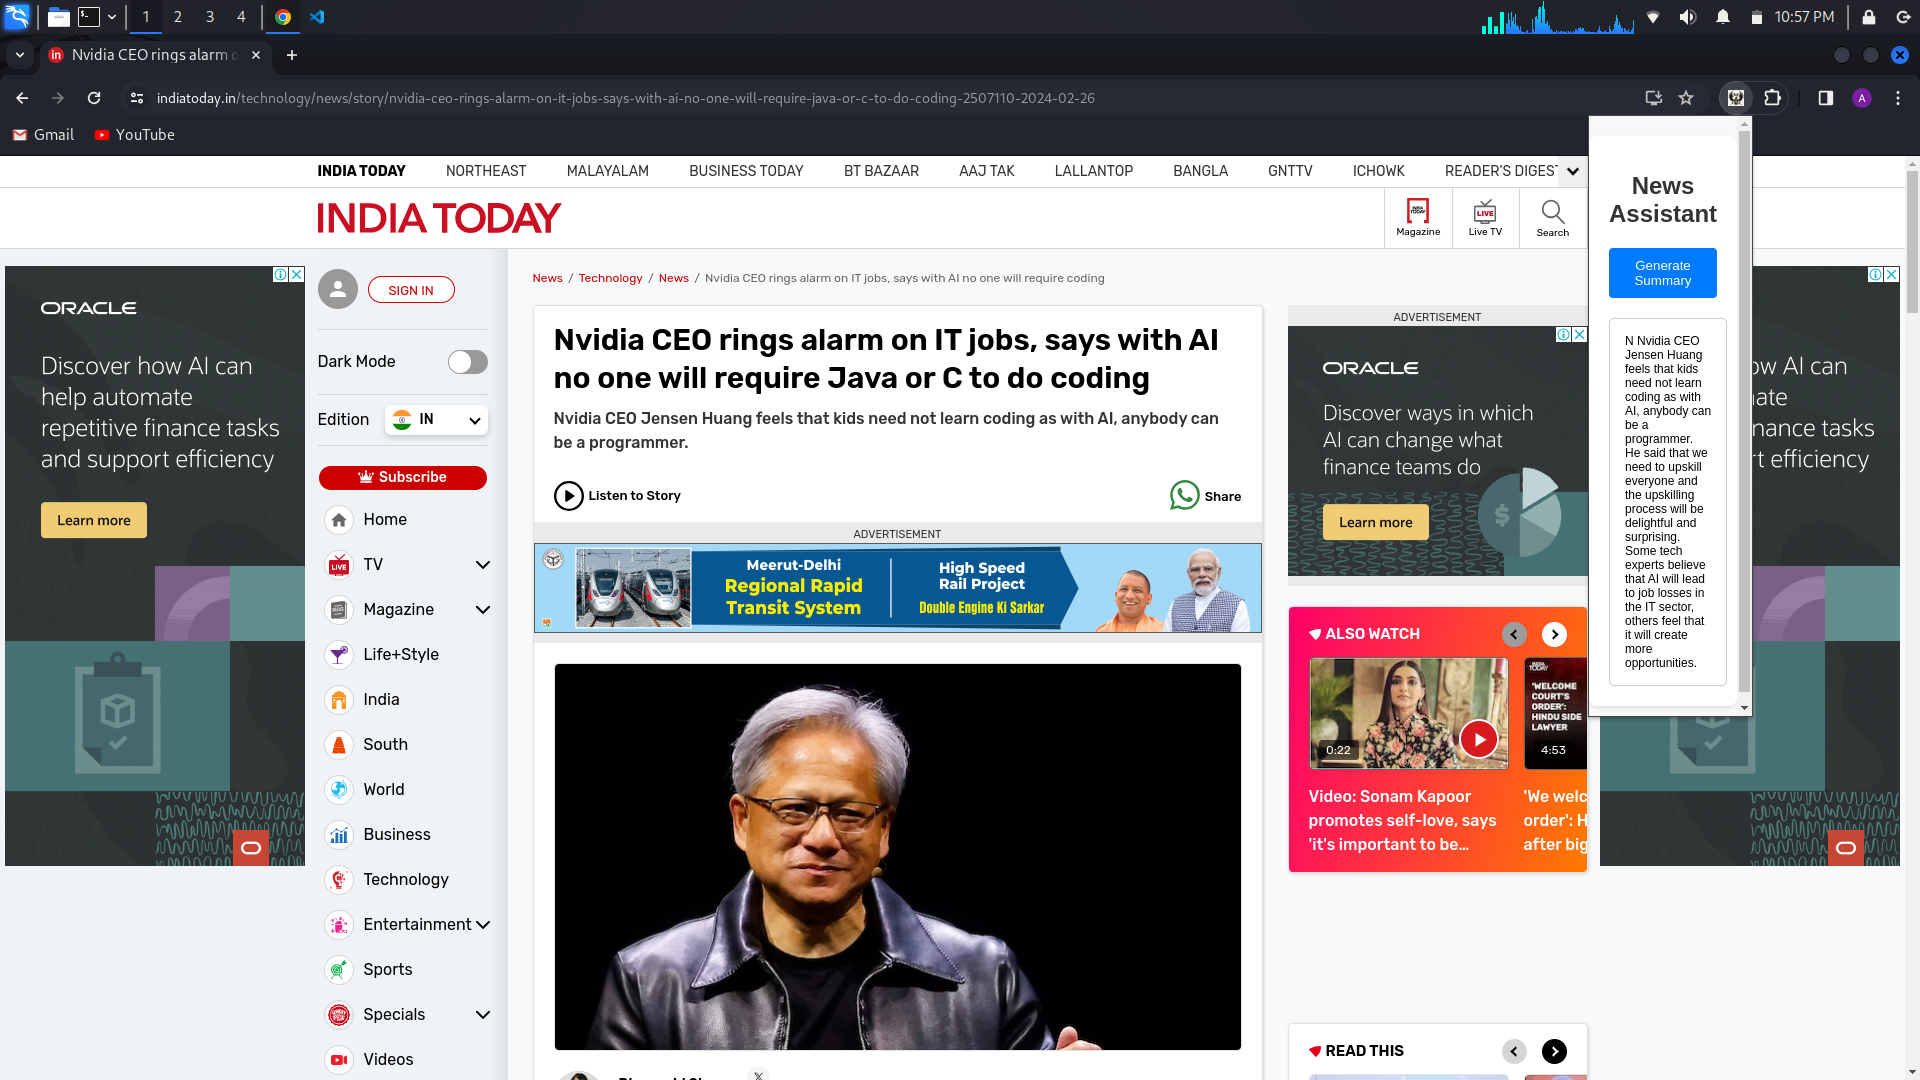 1
2
3
4
10:57 PM
in
Nvidia CEO rings alarm o
indiatoday.in/technology/news/story/nvidia-ceo-rings-alarm-on-it-jobs-says-with-ai-no-one-will-require-java-or-c-to-do-coding-2507110-2024-02-26
A
Gmail
YouTube
INDIA TODAY
NORTHEAST
MALAYALAM
BUSINESS TODAY
BT BAZAAR
AAJ TAK
LALLANTOP
BANGLA
GNTTV
ICHOWK
READER'S DIGEST
INDIA TODAY
INDIA TODAY
Magazine
LIVE
Live TV
Search
News
Assistant
Generate
Summary
N Nvidia CEO
Jensen Huang
feels that kids
need not learn
coding as with
AI, anybody can
be a
programmer.
He said that we
need to upskill
everyone and
the upskilling
process will be
delightful and
surprising.
Some tech
experts believe
that AI will lead
to job losses in
the IT sector,
others feel that
it will create
more
opportunities.
ORACLE
Discover how AI can
help automate
repetitive finance tasks
and support efficiency
Learn more
SIGN IN
Dark Mode
Edition
IN
Subscribe
Home
LIVE
TV
Magazine
Life+Style
India
South
World
Business
Technology
Entertainment
Sports
Specials
Videos
News / Technology / News / Nvidia CEO rings alarm on IT jobs, says with AI no one will require coding
Nvidia CEO rings alarm on IT jobs, says with AI
no one will require Java or C to do coding
Nvidia CEO Jensen Huang feels that kids need not learn coding as with AI, anybody can
be a programmer.
Listen to Story
Share
ADVERTISEMENT
Meerut-Delhi
Regional Rapid
Transit System
High Speed
Rail Project
Double Engine Ki Sarkar
ADVERTISEMENT
ORACLE
Discover ways in which
AI can change what
finance teams do
Learn more
$
ALSO WATCH
0:22
Video: Sonam Kapoor
promotes self-love, says
'it's important to be...
INDIA
TODAY
'WELCOME
COURT'S
ORDER':
HINDU SIDE
LAWYER
4:53
'We welc
order': H
after big
READ THIS
ow AI can
nate
nance tasks
rt efficiency